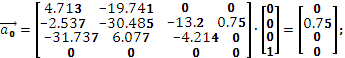 4.713 −19.741 0 0
−2.537 −30.485 −13.2 0.75
−31.737 6.077 −4.214 0
0 0 0 0
a₀⃗ = · 0 0 0 1 = 0 0.75 0 0 ;